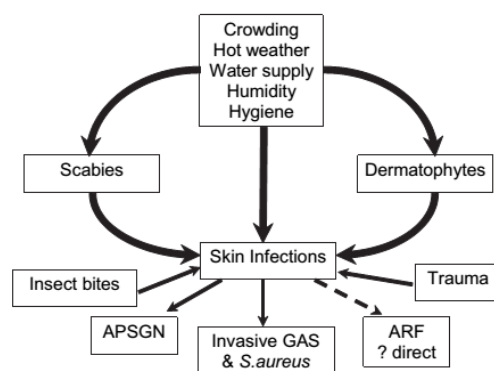 Crowding
Hot weather
Water supply
Humidity
Hygiene
Scabies
Dermatophytes
Skin Infections
Insect bites
Trauma
APSGN
Invasive GAS
& S.aureus
ARF
? direct